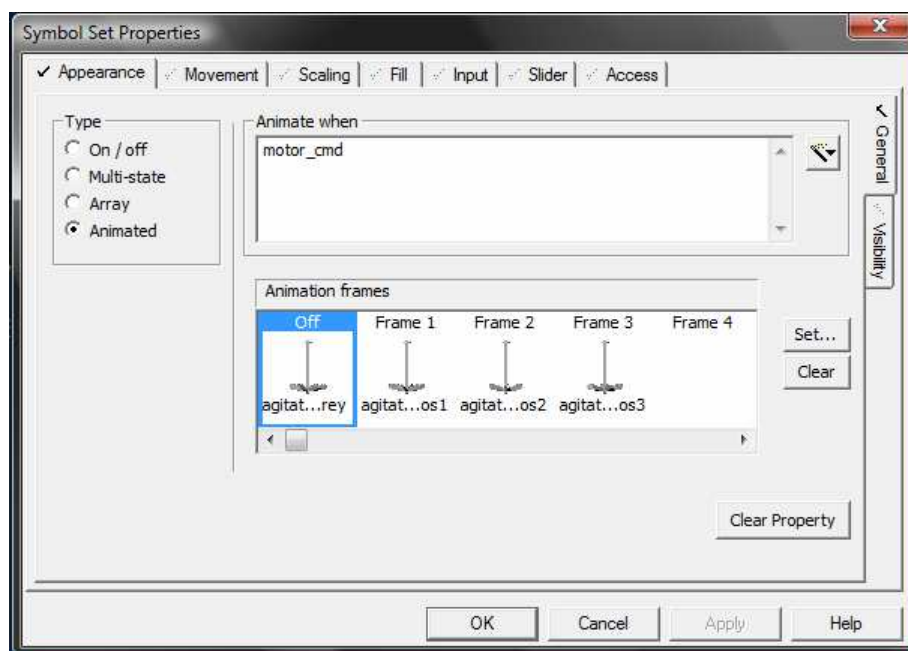 Symbol Set Properties
Appearance Movement Scaling Fill Input Slider Access
Type
On / off
Multi-state
Array
Animated
Animate when
motor_cmd
General
Visibility
Animation frames
Off Frame 1 Frame 2 Frame 3 Frame 4
agitat...rey agitat...os1 agitat...os2 agitat...os3
Set...
Clear
Clear Property
OK Cancel Apply Help